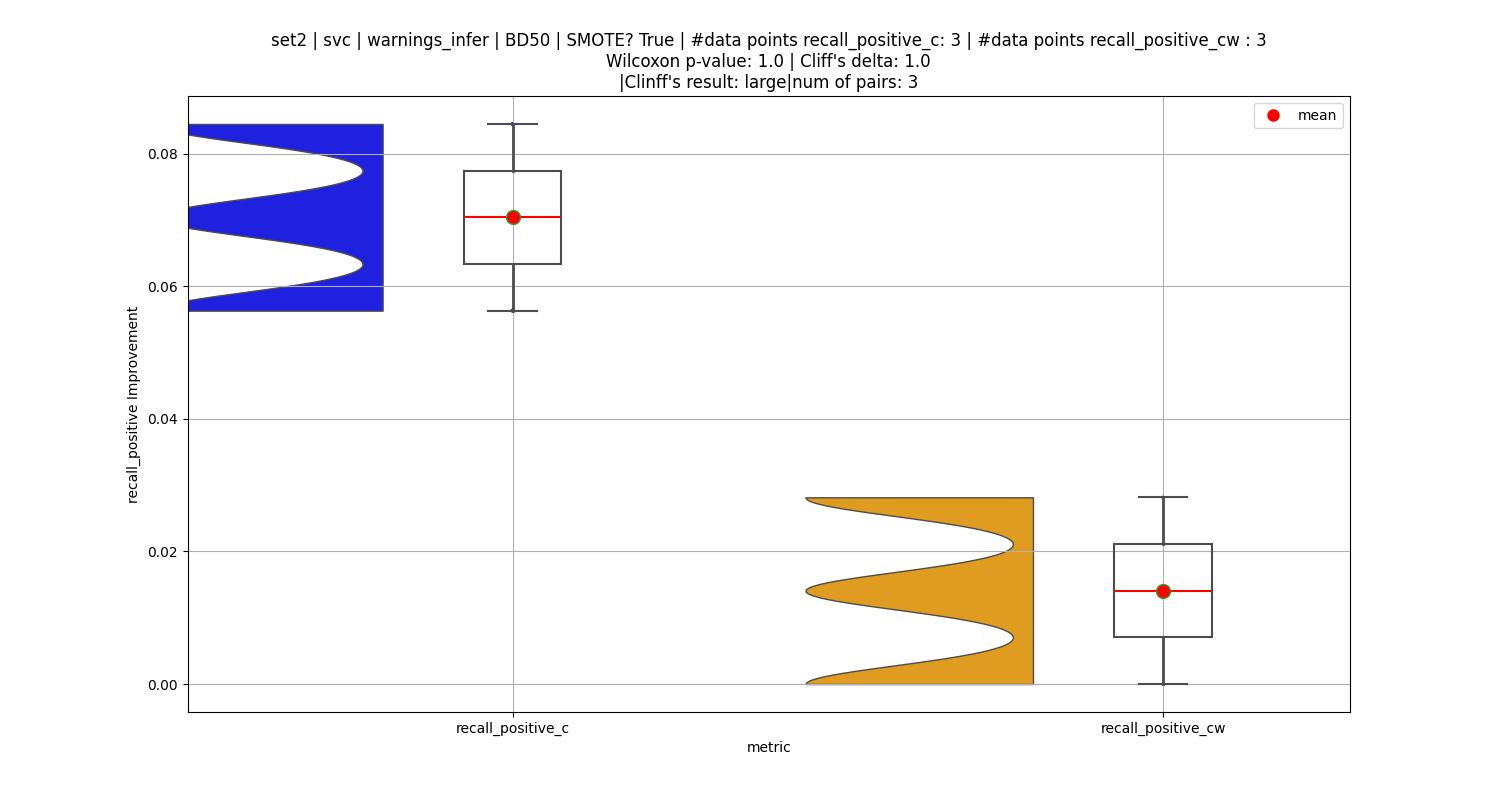 set2 | svc | warnings_infer | BD50 | SMOTE? True | #data points recall_positive_c: 3 | #data points recall_positive_cw : 3
Wilcoxon p-value: 1.0 | Cliff's delta: 1.0
|Clinff's result: large|num of pairs: 3
mean
0.08
0.06
0.04
0.02
0.00
recall_positive Improvement
recall_positive_c
recall_positive_cw
metric